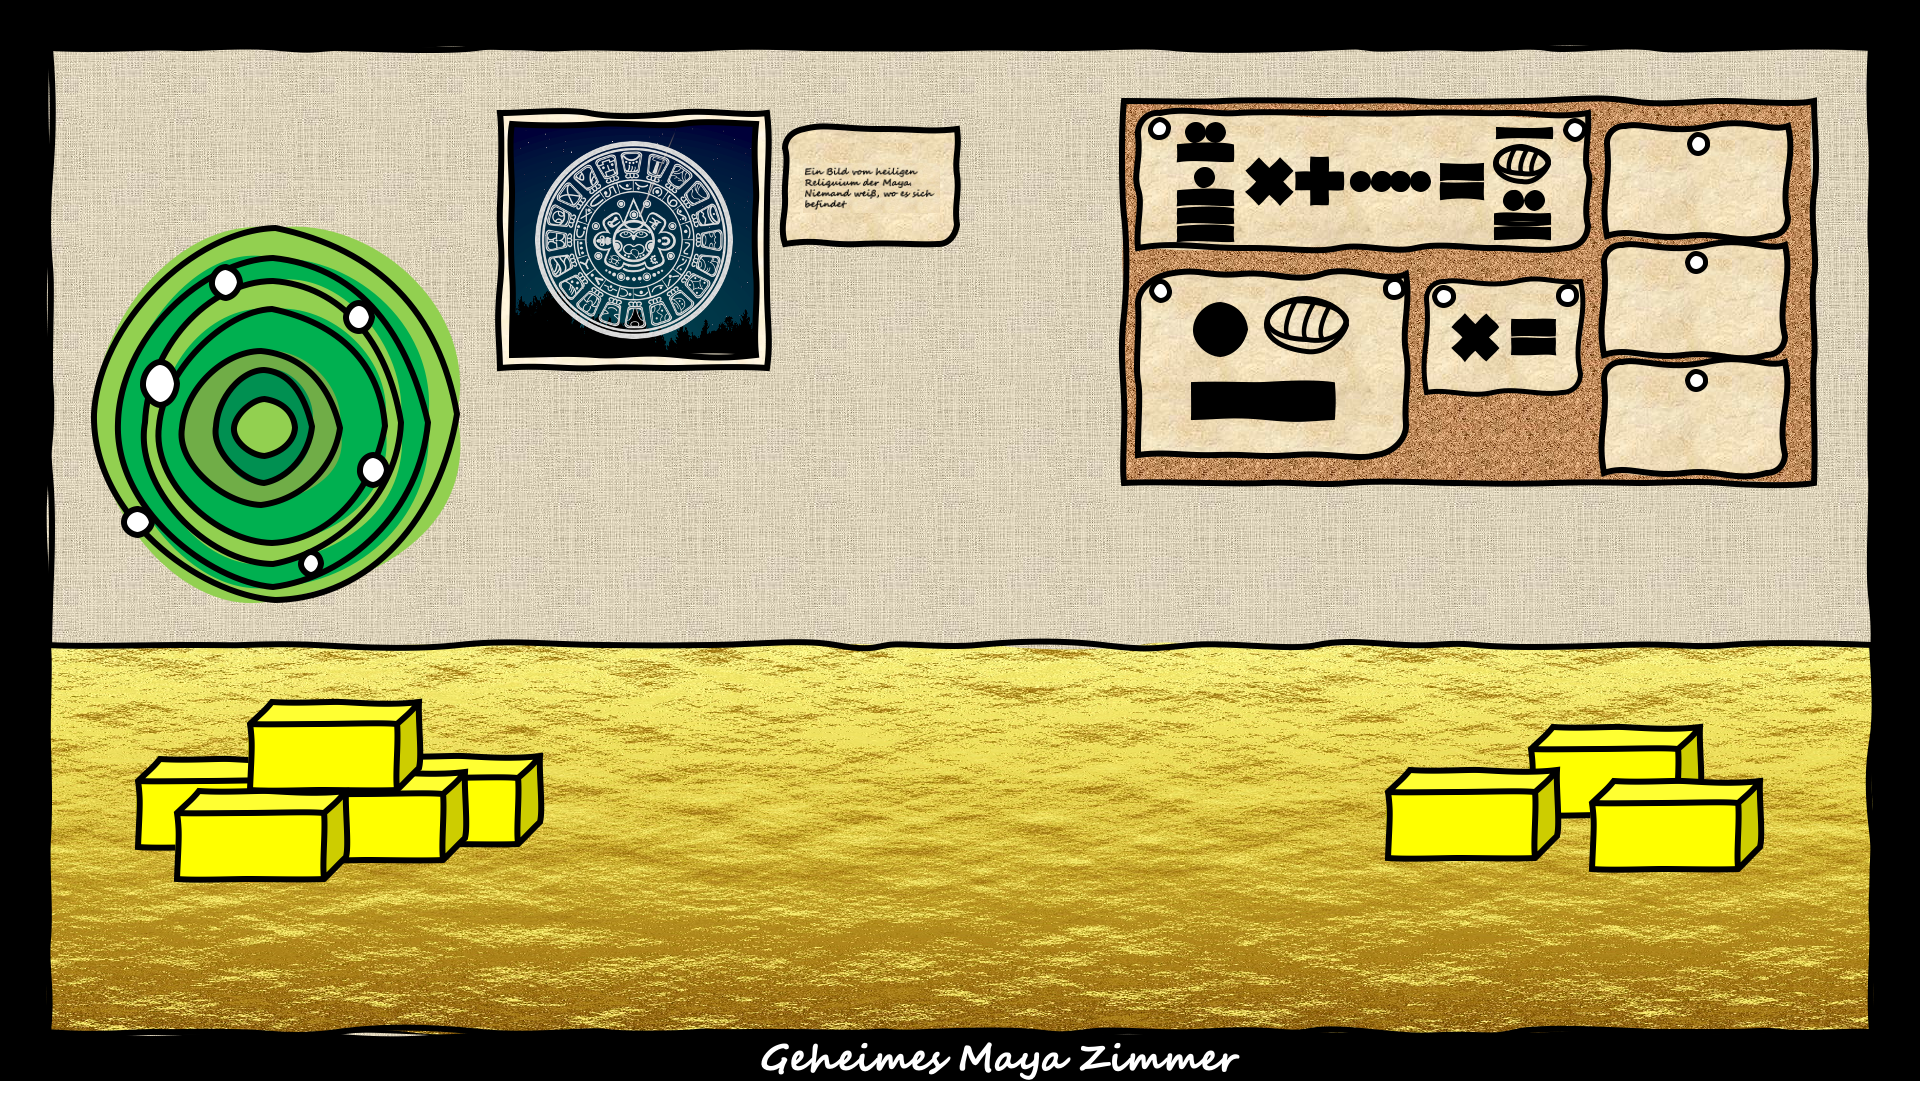 Ein Bild vom heiligen
Reliquium der Maya.
Niemand weiß, wo es sich
befindet
Geheimes Maya Zimmer